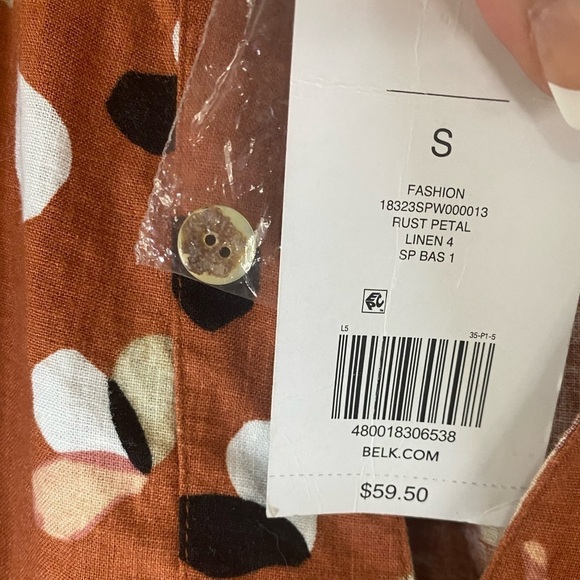 S
FASHION
18323SPW000013
RUST PETAL
LINEN 4
SP BAS 1
L5 35-P1-5
480018306538
BELK.COM
$59.50